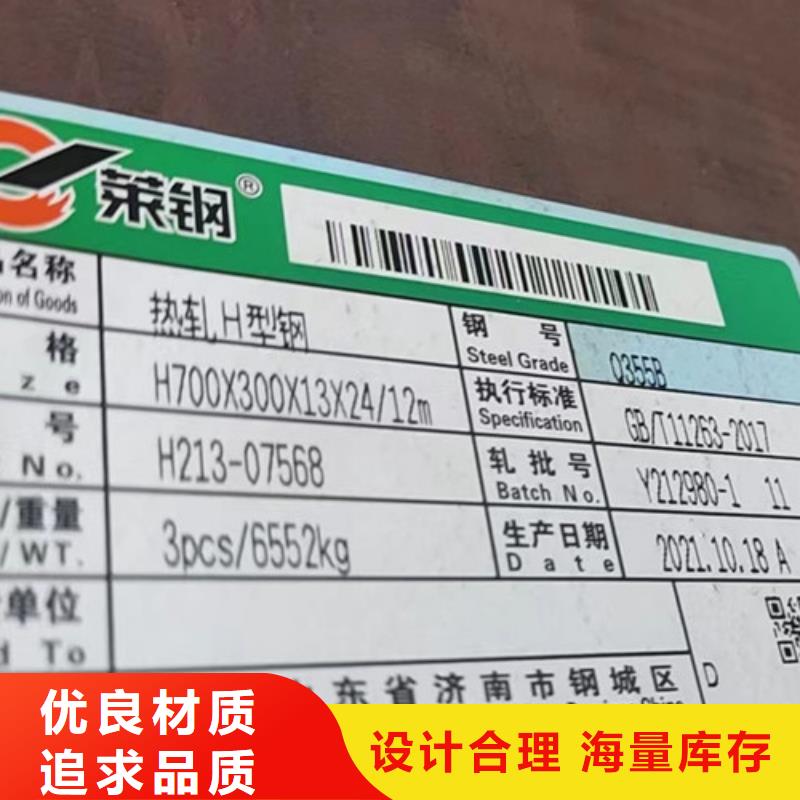 莱钢®
名称 热轧H型钢 钢号 Q355B
on of Goods Steel Grade
格 H700X300X13X24/12m 执行标准 GB/T11263-2017
ze Specification
号 H213-07568 轧批号 Y212980-1 11
No. Batch No.
/重量 3pcs/6552kg 生产日期 2021.10.18 A
/WT. Date
单位
d To
东省济南市钢城区
D
优良材质
追求品质
设计合理 海量库存